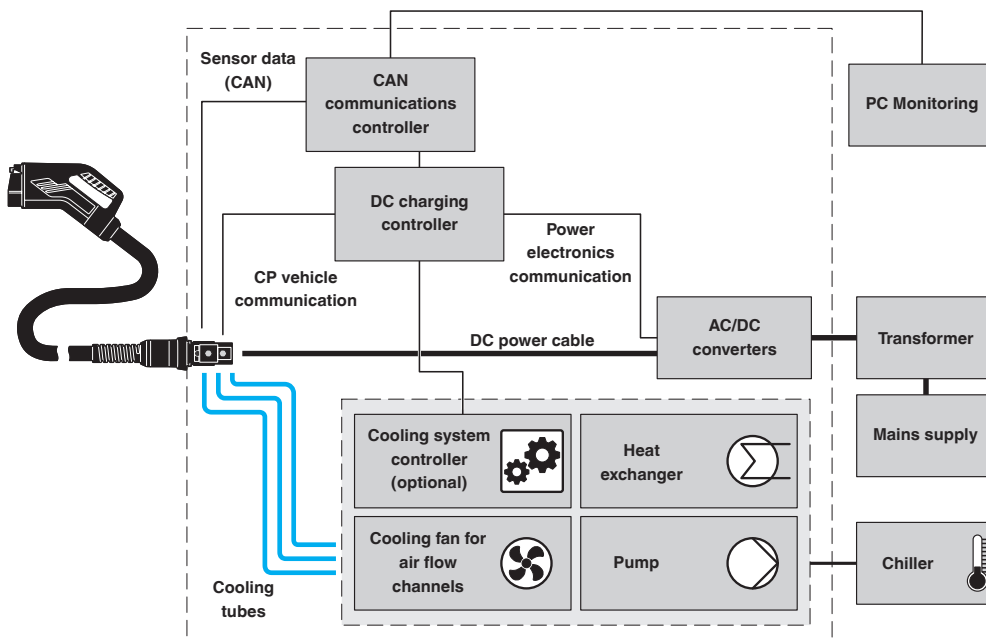 Sensor data
(CAN)
CAN
communications
controller
PC Monitoring
DC charging
controller
Power
electronics
communication
CP vehicle
communication
DC power cable
AC/DC
converters
Transformer
Mains supply
Cooling system
controller
(optional)
Heat
exchanger
Cooling fan for
air flow
channels
Pump
Chiller
Cooling
tubes